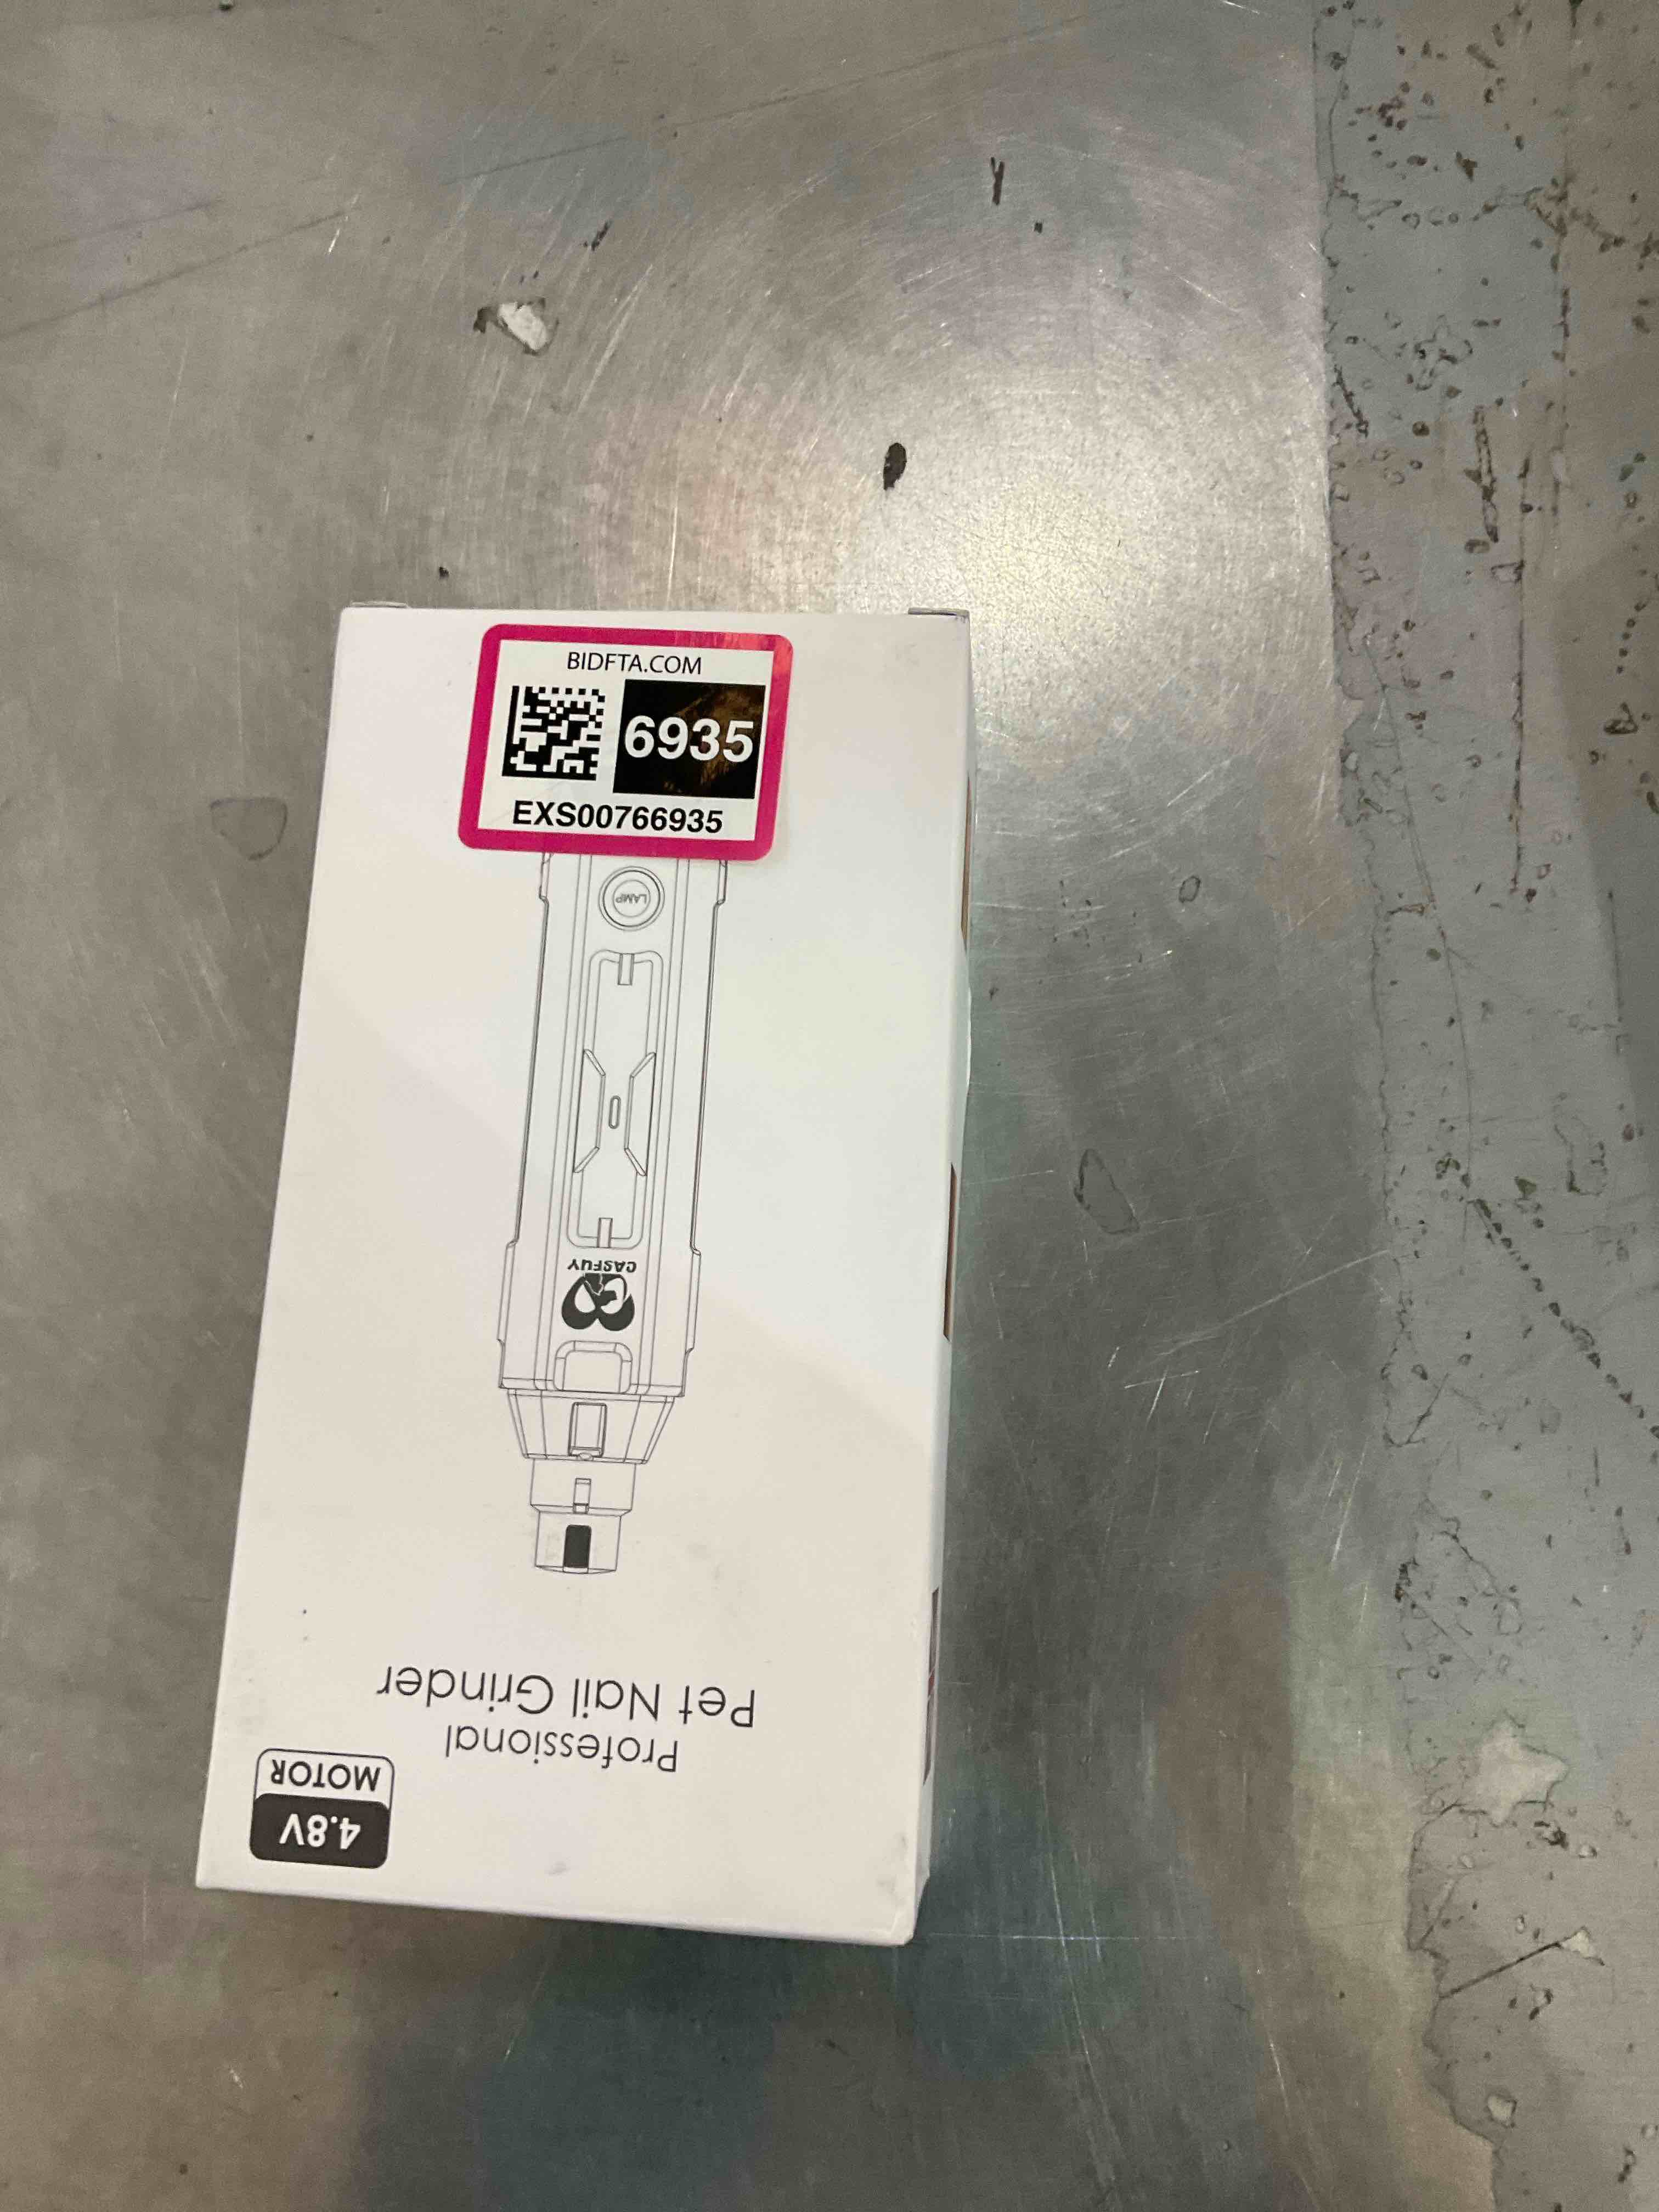 BIDFTA.COM
6935
EXS00766935
LAMP
CASFUY
4.8V
MOTOR
Professional
Pet Nail Grinder